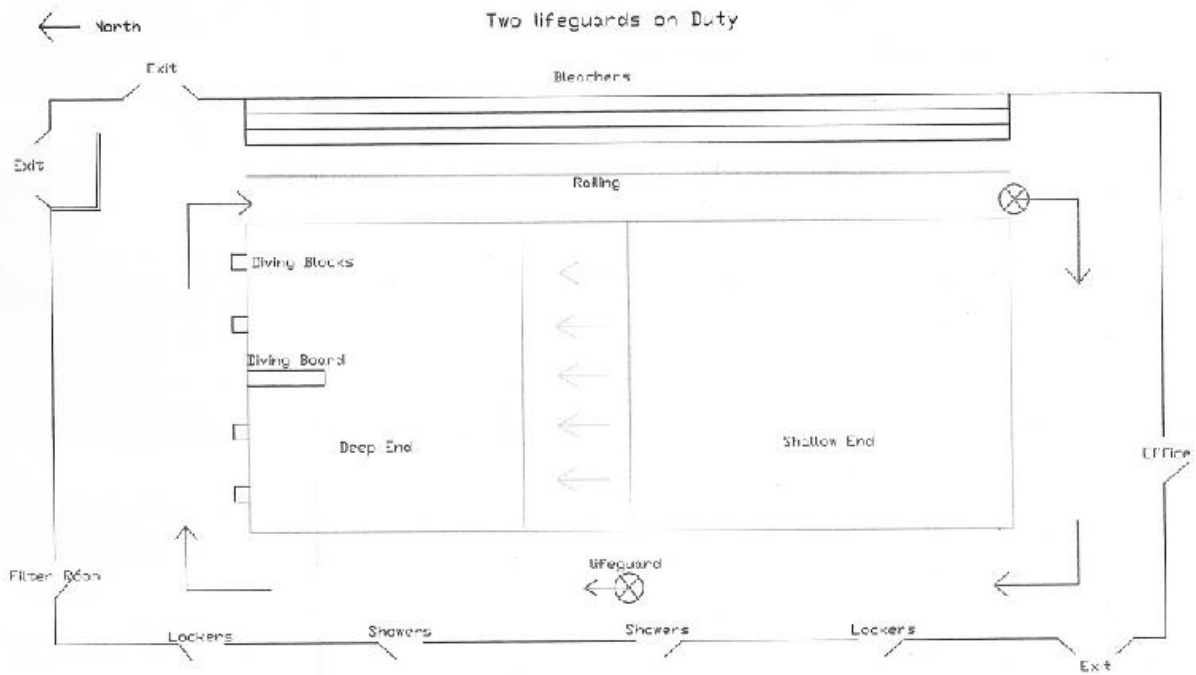 Two lifeguards on Duty
North
Exit
Bleachers
Exit
Railing
Diving Blocks
Diving Board
Deep End
Shallow End
Office
lifeguard
Filter Room
Lockers
Showers
Showers
Lockers
Exit